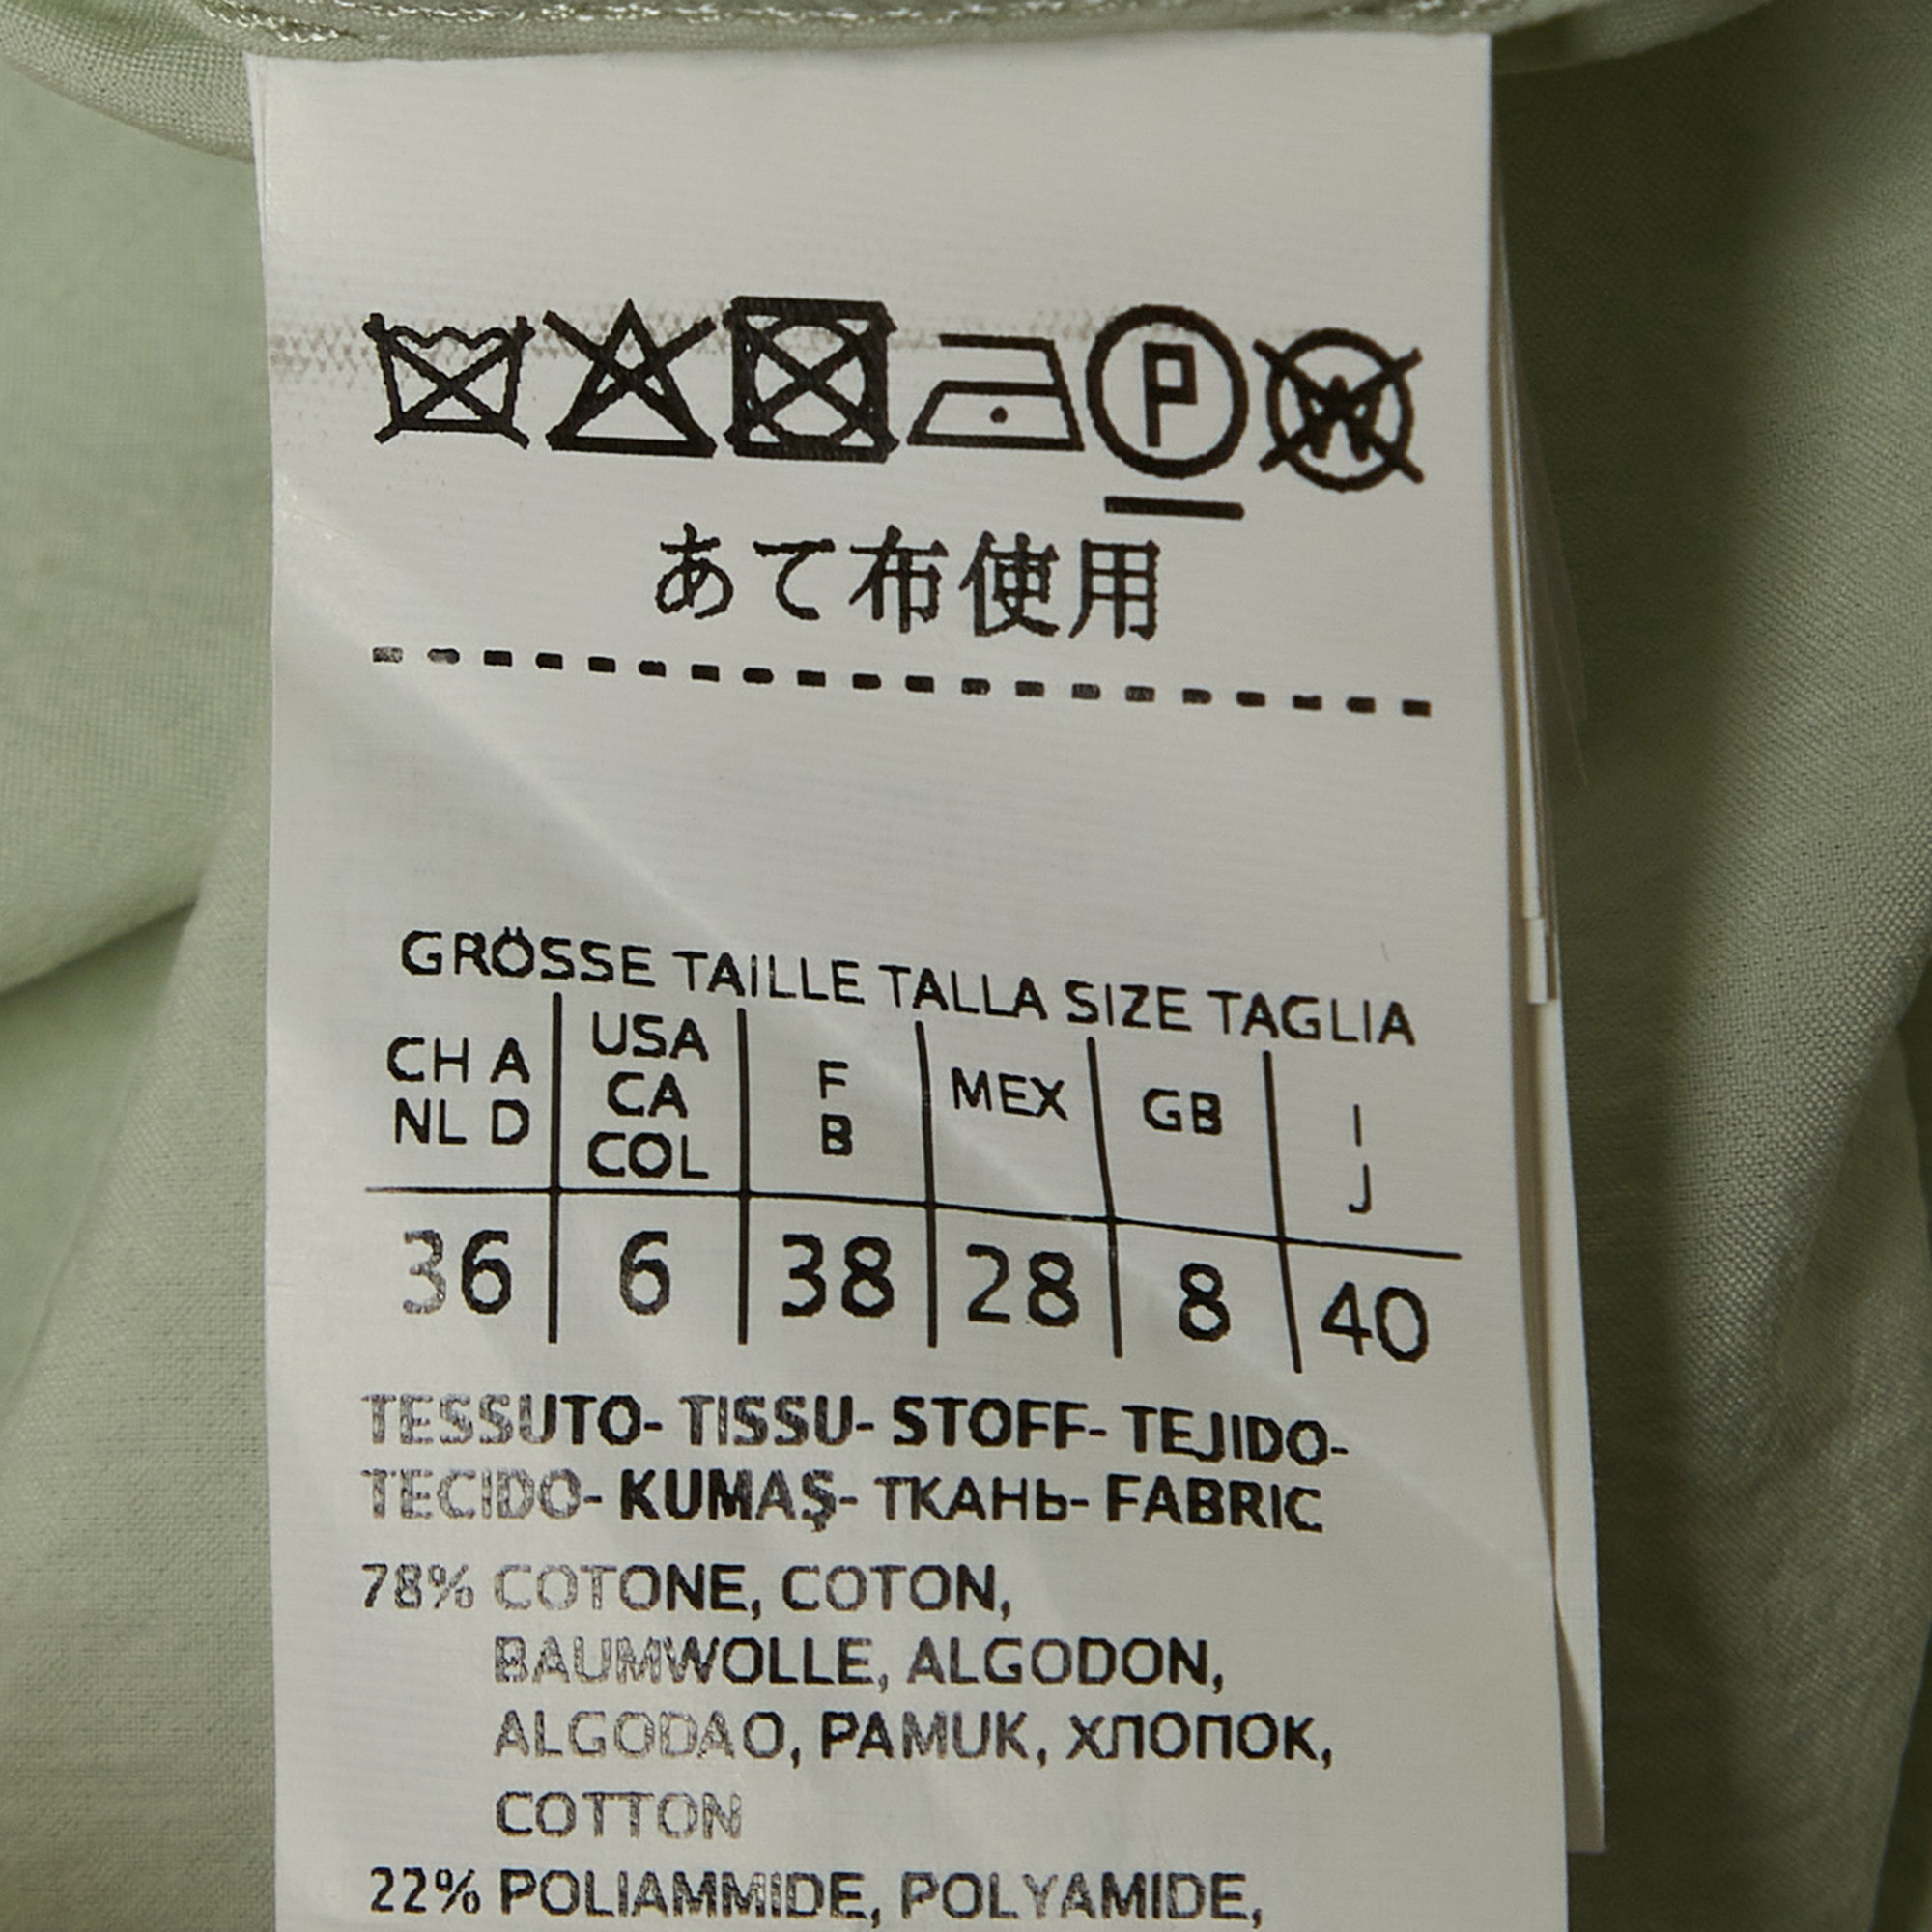 P W
あて布使用
GRÖSSE TAILLE TALLA SIZE TAGLIA
CH A NL D | USA CA COL | F B | MEX | GB | I J
36 | 6 | 38 | 28 | 8 | 40
TESSUTO- TISSU- STOFF- TEJIDO-
TECIDO- KUMAŞ- ТКАНЬ- FABRIC
78% COTONE, COTON,
BAUMWOLLE, ALGODON,
ALGODAO, PAMUK, ХЛОПОК,
COTTON
22% POLIAMMIDE, POLYAMIDE,